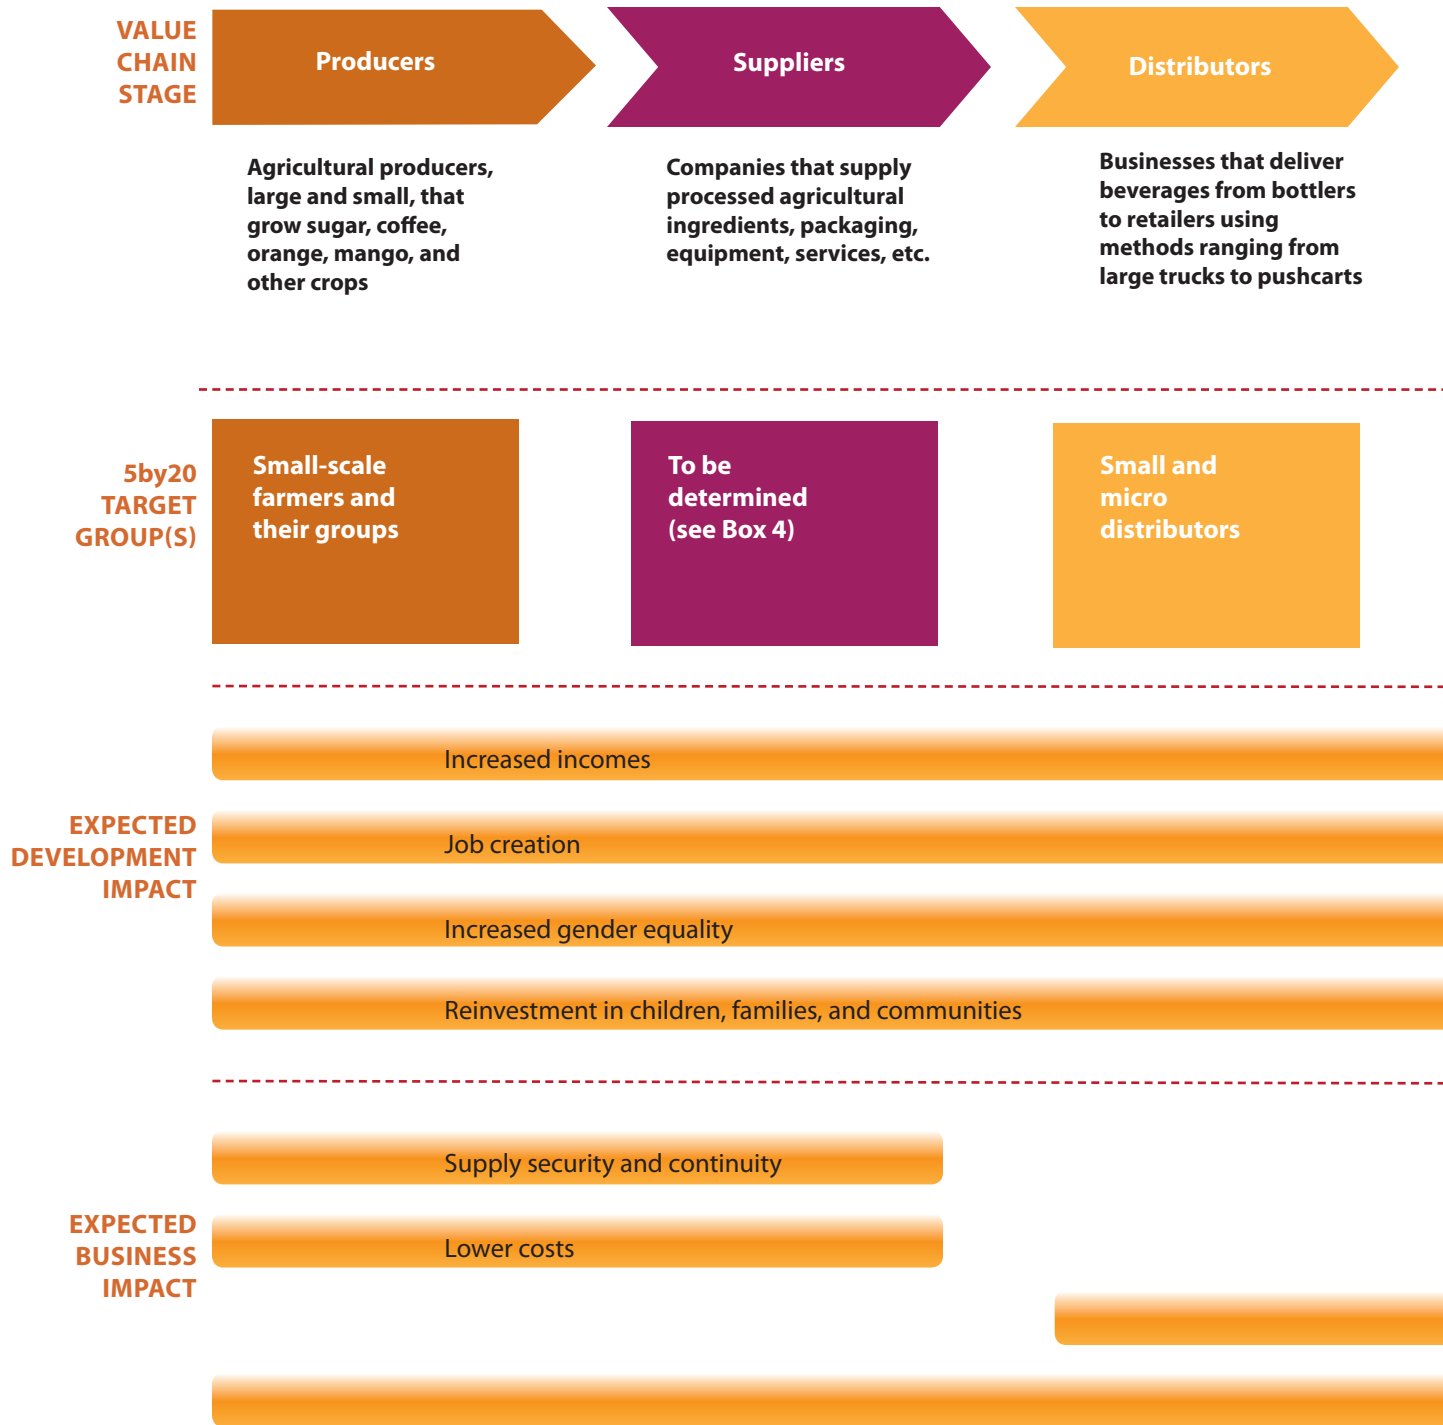 VALUE
CHAIN
STAGE
Producers
Suppliers
Distributors
Agricultural producers,
large and small, that
grow sugar, coffee,
orange, mango, and
other crops
Companies that supply
processed agricultural
ingredients, packaging,
equipment, services, etc.
Businesses that deliver
beverages from bottlers
to retailers using
methods ranging from
large trucks to pushcarts
5by20
TARGET
GROUP(S)
Small-scale
farmers and
their groups
To be
determined
(see Box 4)
Small and
micro
distributors
EXPECTED
DEVELOPMENT
IMPACT
Increased incomes
Job creation
Increased gender equality
Reinvestment in children, families, and communities
EXPECTED
BUSINESS
IMPACT
Supply security and continuity
Lower costs